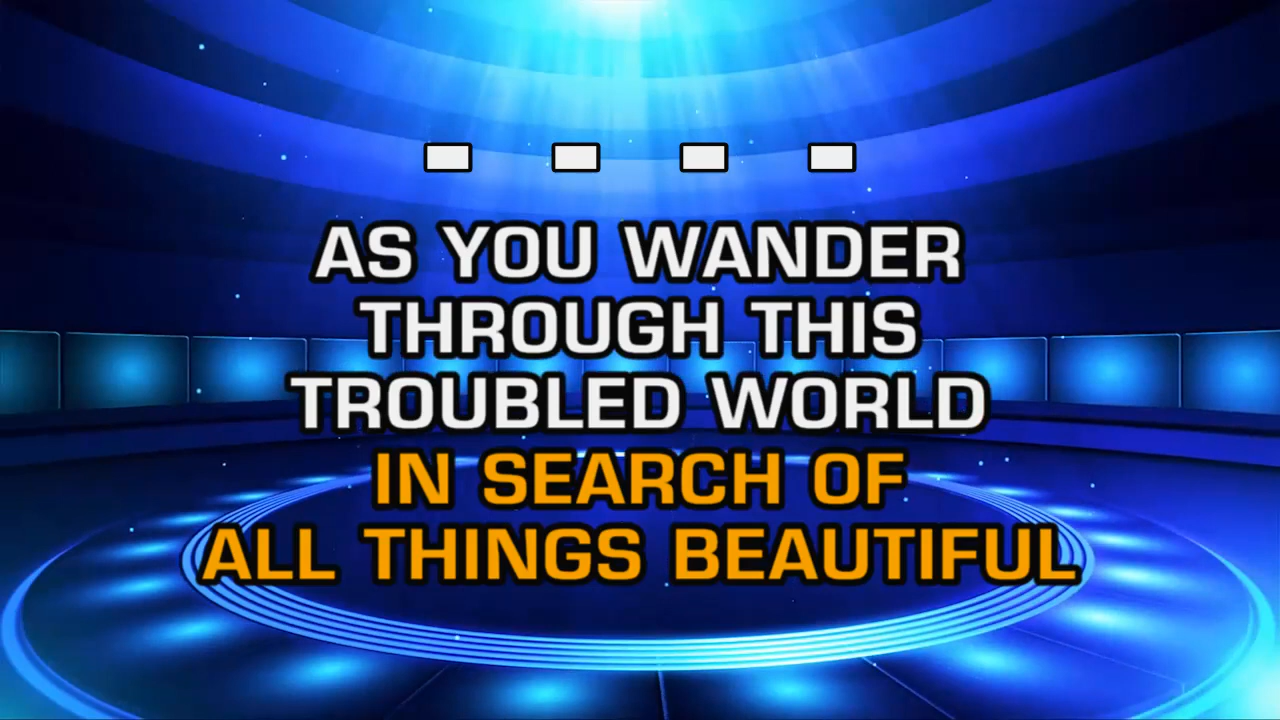 AS YOU WANDER
THROUGH THIS
TROUBLED WORLD
IN SEARCH OF
ALL THINGS BEAUTIFUL